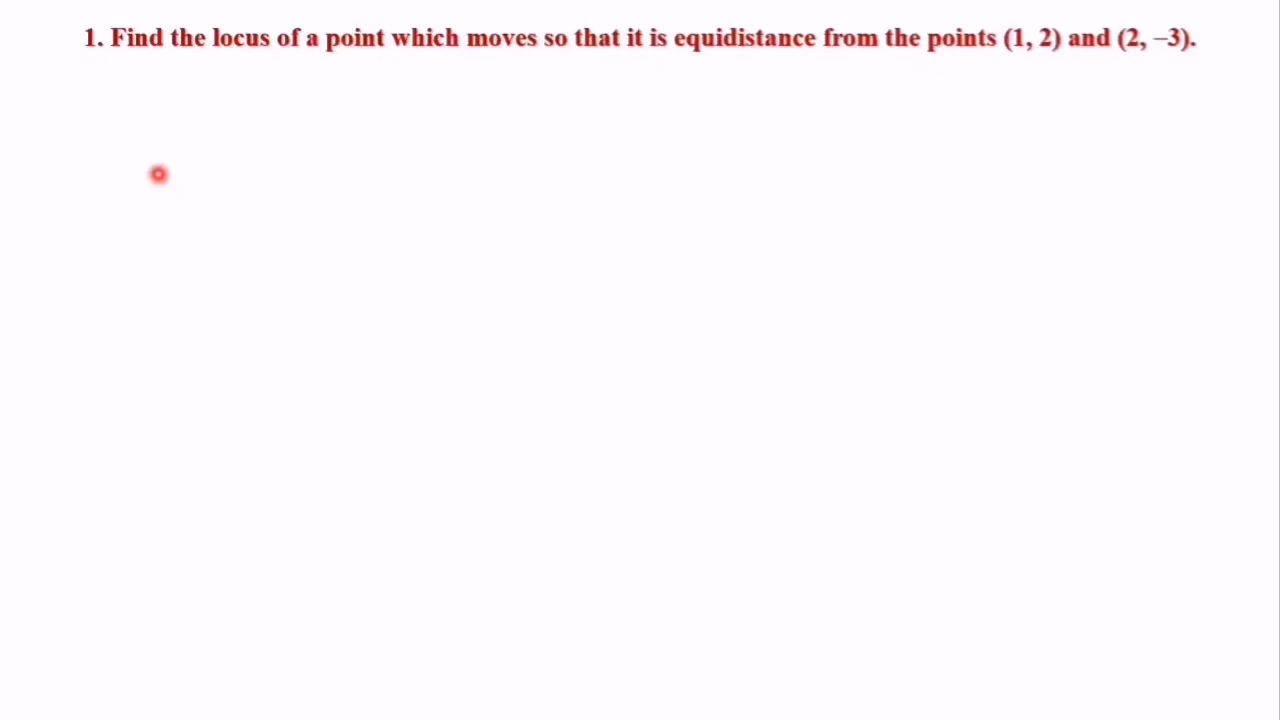 1. Find the locus of a point which moves so that it is equidistance from the points (1, 2) and (2, –3).